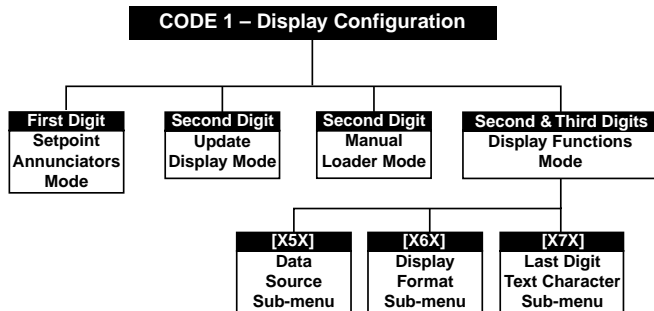 CODE 1 – Display Configuration
First Digit
Setpoint
Annunciators
Mode
Second Digit
Update
Display Mode
Second Digit
Manual
Loader Mode
Second & Third Digits
Display Functions
Mode
[X5X]
Data
Source
Sub-menu
[X6X]
Display
Format
Sub-menu
[X7X]
Last Digit
Text Character
Sub-menu